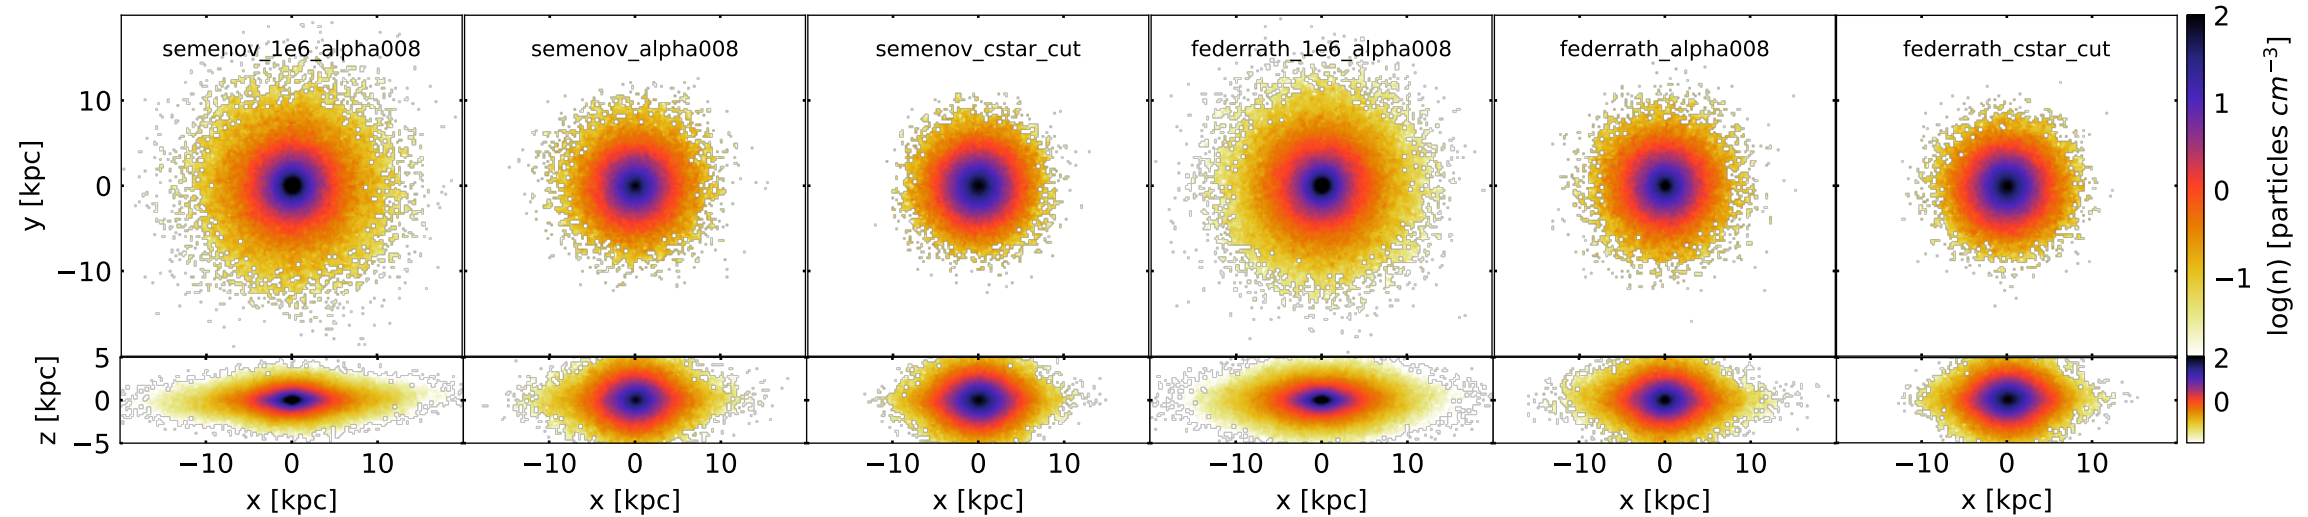 semenov_1e6_alpha008 semenov_alpha008 semenov_cstar_cut federrath_1e6_alpha008 federrath_alpha008 federrath_cstar_cut
10
0
−10
y [kpc]
5
0
−5
z [kpc]
−10 0 10 −10 0 10 −10 0 10 −10 0 10 −10 0 10 −10 0 10
x [kpc] x [kpc] x [kpc] x [kpc] x [kpc] x [kpc]
2
1
0
−1
2
0
log(n) [particles cm⁻³]